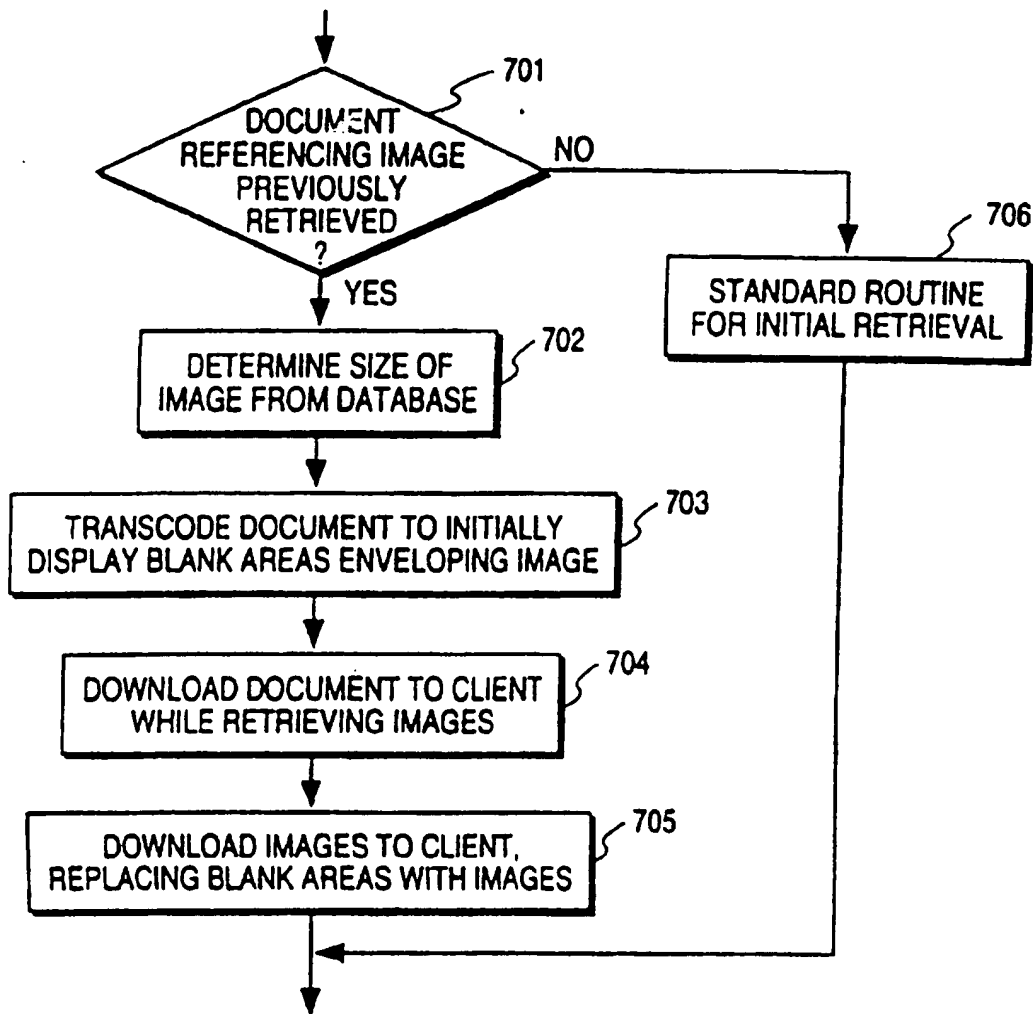 701
DOCUMENT
REFERENCING IMAGE
PREVIOUSLY
RETRIEVED
?
NO
YES
706
STANDARD ROUTINE
FOR INITIAL RETRIEVAL
702
DETERMINE SIZE OF
IMAGE FROM DATABASE
703
TRANSCODE DOCUMENT TO INITIALLY
DISPLAY BLANK AREAS ENVELOPING IMAGE
704
DOWNLOAD DOCUMENT TO CLIENT
WHILE RETRIEVING IMAGES
705
DOWNLOAD IMAGES TO CLIENT,
REPLACING BLANK AREAS WITH IMAGES